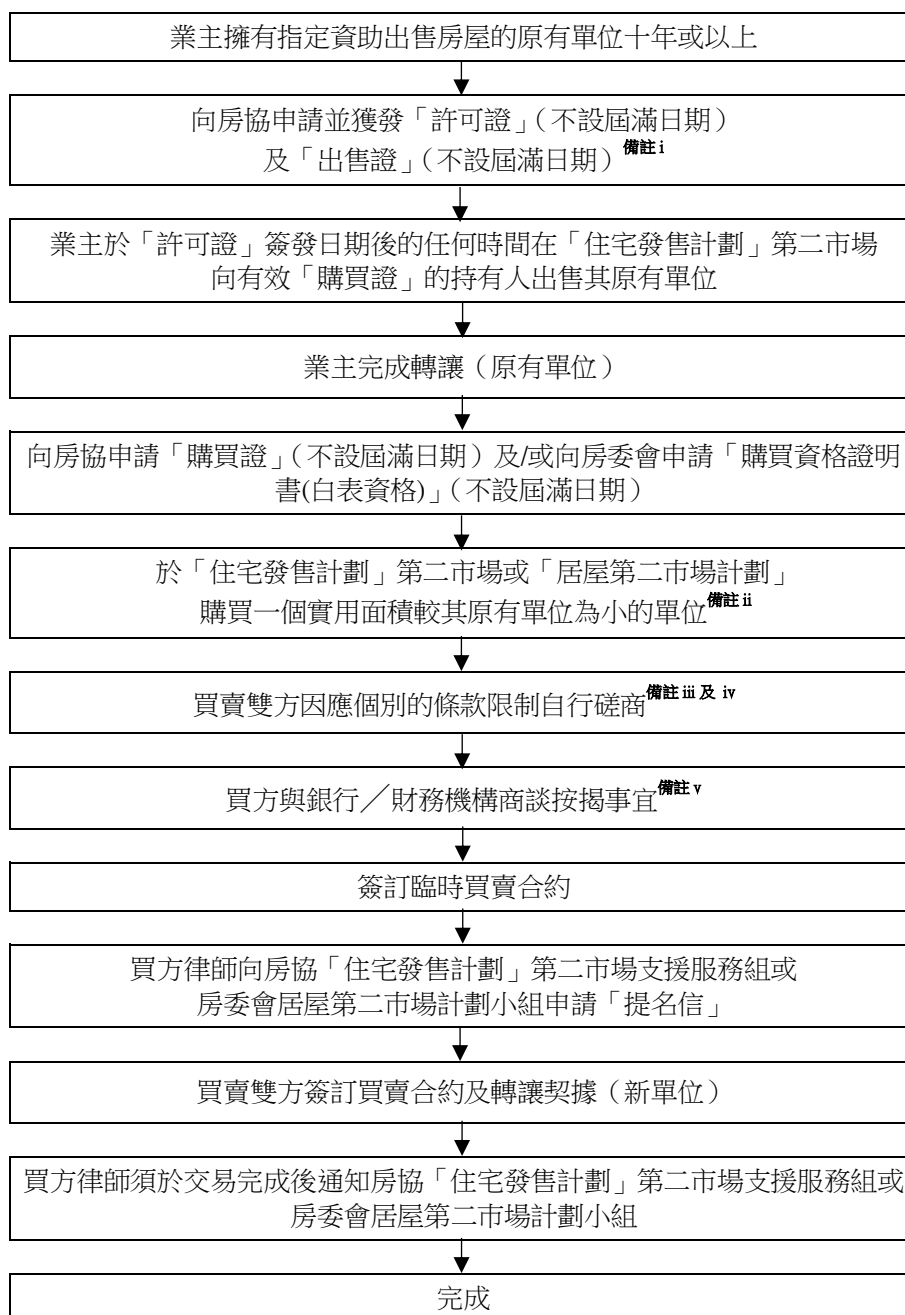 業主擁有指定資助出售房屋的原有單位十年或以上
向房協申請並獲發「許可證」（不設屆滿日期）
及「出售證」（不設屆滿日期）備註 i
業主於「許可證」簽發日期後的任何時間在「住宅發售計劃」第二市場
向有效「購買證」的持有人出售其原有單位
業主完成轉讓（原有單位）
向房協申請「購買證」（不設屆滿日期）及/或向房委會申請「購買資格證明
書(白表資格)」（不設屆滿日期）
於「住宅發售計劃」第二市場或「居屋第二市場計劃」
購買一個實用面積較其原有單位為小的單位備註 ii
買賣雙方因應個別的條款限制自行磋商備註 iii 及 iv
買方與銀行／財務機構商談按揭事宜備註 v
簽訂臨時買賣合約
買方律師向房協「住宅發售計劃」第二市場支援服務組或
房委會居屋第二市場計劃小組申請「提名信」
買賣雙方簽訂買賣合約及轉讓契據（新單位）
買方律師須於交易完成後通知房協「住宅發售計劃」第二市場支援服務組或
房委會居屋第二市場計劃小組
完成